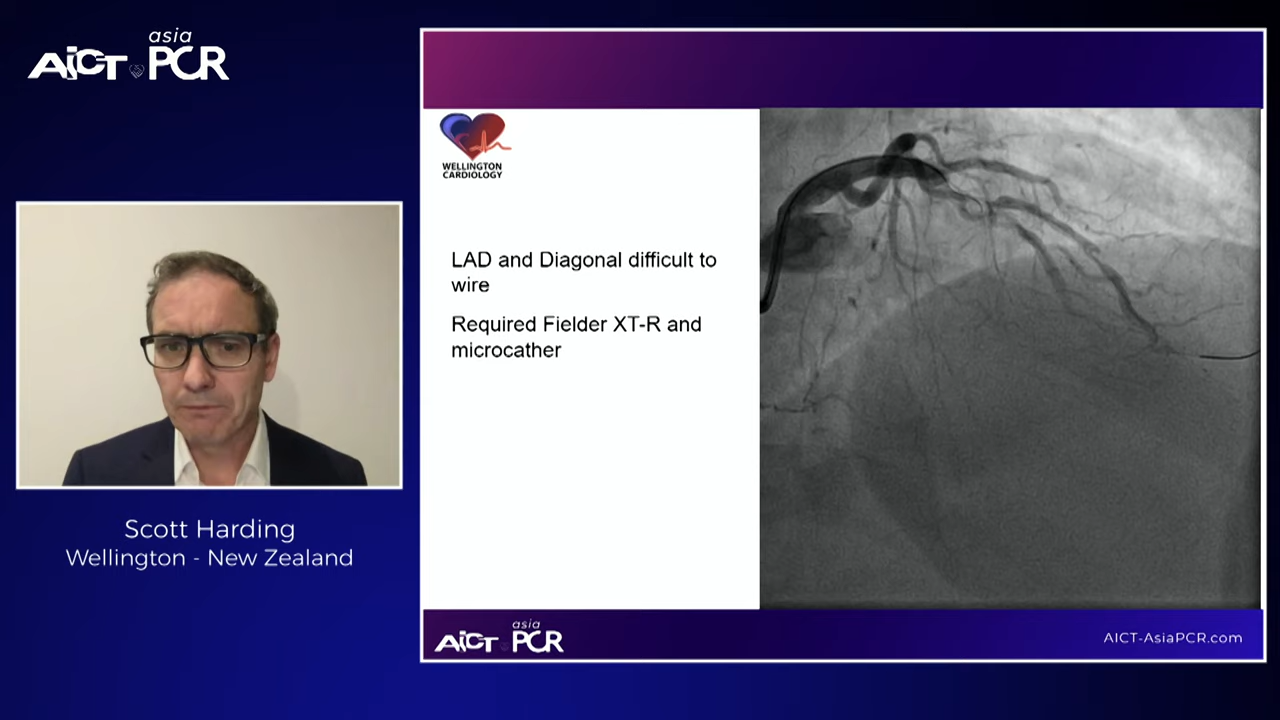 asia
AICT PCR
WELLINGTON
CARDIOLOGY
LAD and Diagonal difficult to
wire
Required Fielder XT-R and
microcather
Scott Harding
Wellington - New Zealand
asia
AICT PCR
AICT-AsiaPCR.com